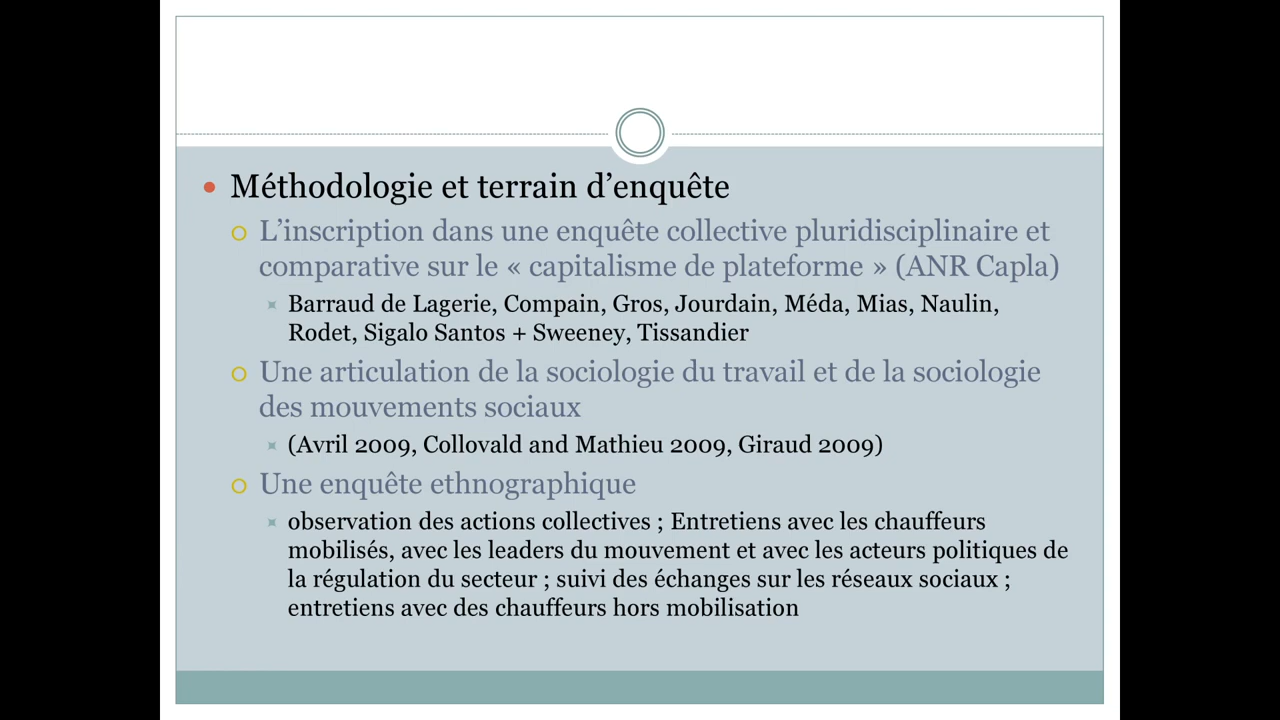 Méthodologie et terrain d’enquête
L’inscription dans une enquête collective pluridisciplinaire et
comparative sur le « capitalisme de plateforme » (ANR Capla)
Barraud de Lagerie, Compain, Gros, Jourdain, Méda, Mias, Naulin,
Rodet, Sigalo Santos + Sweeney, Tissandier
Une articulation de la sociologie du travail et de la sociologie
des mouvements sociaux
(Avril 2009, Collovald and Mathieu 2009, Giraud 2009)
Une enquête ethnographique
observation des actions collectives ; Entretiens avec les chauffeurs
mobilisés, avec les leaders du mouvement et avec les acteurs politiques de
la régulation du secteur ; suivi des échanges sur les réseaux sociaux ;
entretiens avec des chauffeurs hors mobilisation